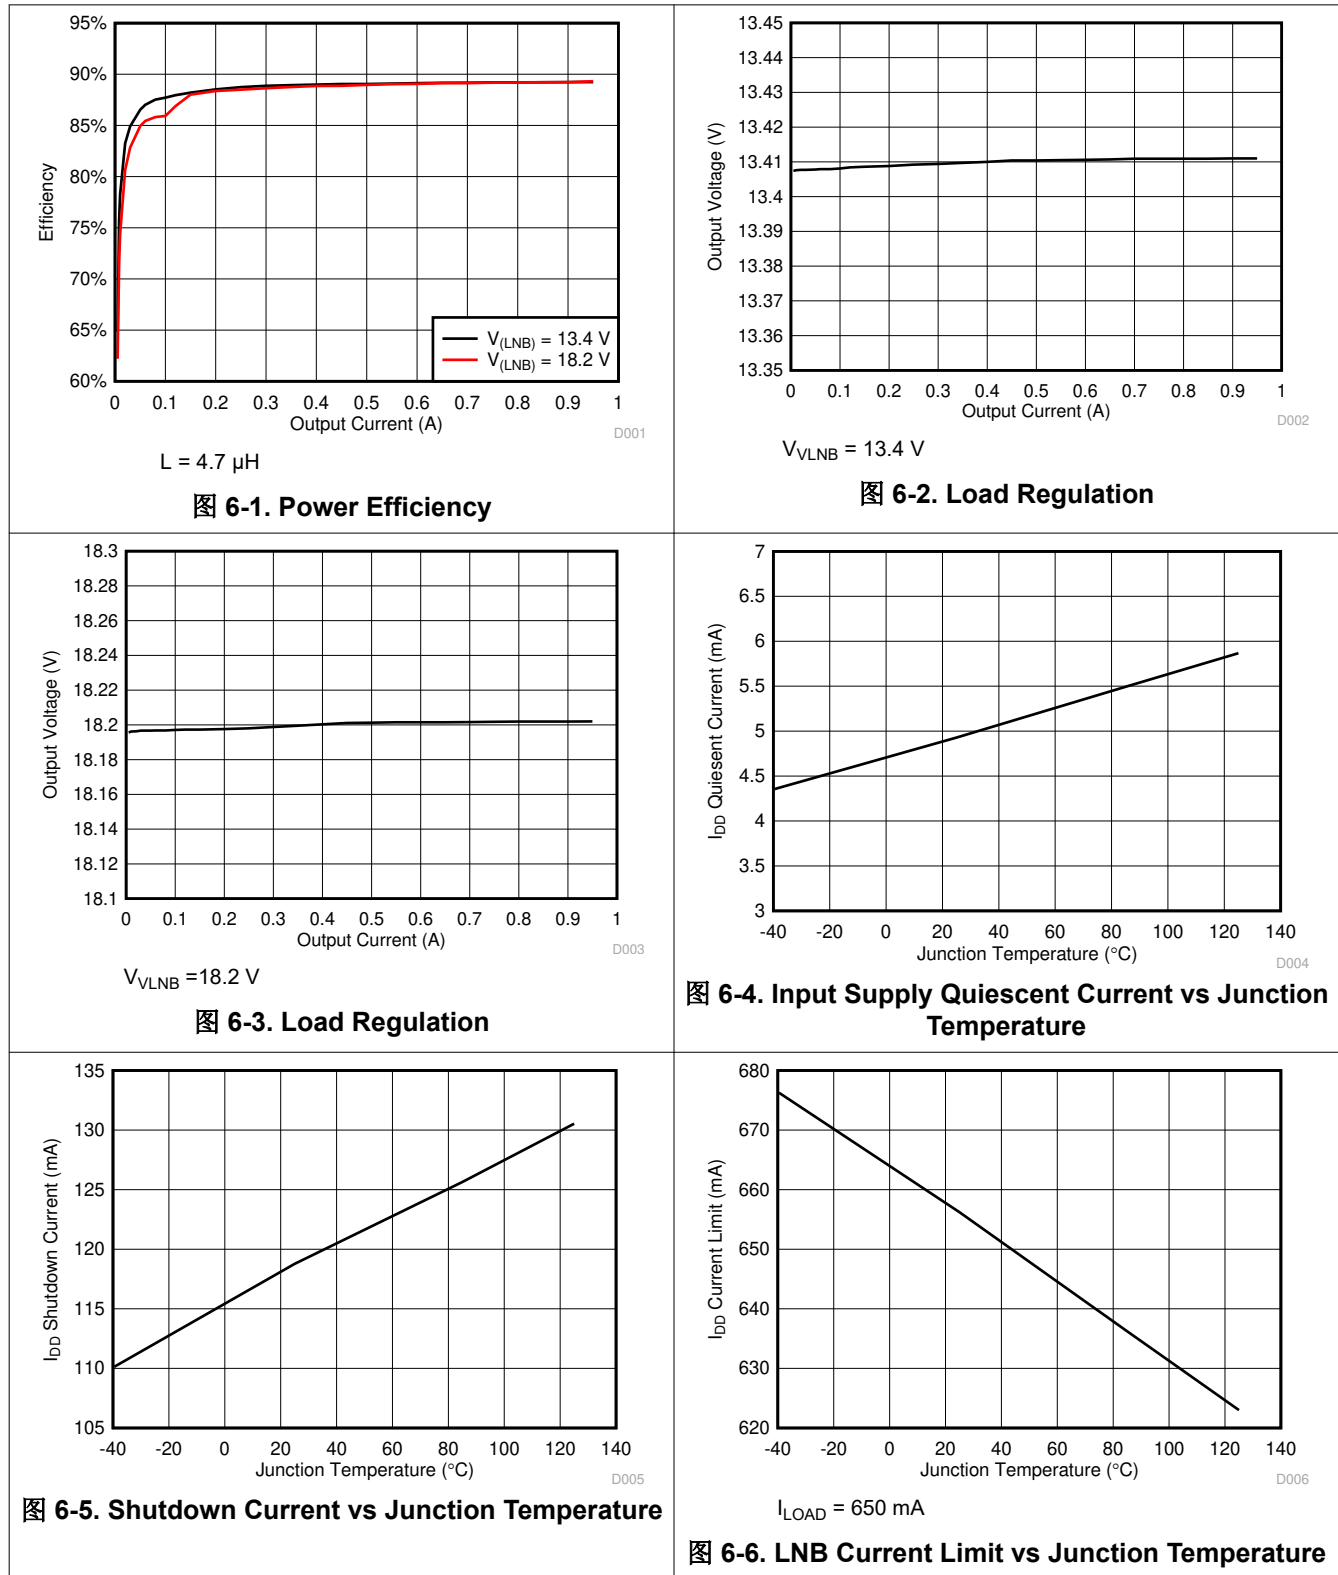 95%
90%
85%
80%
75%
70%
65%
60%
Efficiency
V(LNB) = 13.4 V
V(LNB) = 18.2 V
0 0.1 0.2 0.3 0.4 0.5 0.6 0.7 0.8 0.9 1
Output Current (A)
D001
L = 4.7 µH
图 6-1. Power Efficiency
13.45
13.44
13.43
13.42
13.41
13.4
13.39
13.38
13.37
13.36
13.35
Output Voltage (V)
0 0.1 0.2 0.3 0.4 0.5 0.6 0.7 0.8 0.9 1
Output Current (A)
D002
VVLNB = 13.4 V
图 6-2. Load Regulation
18.3
18.28
18.26
18.24
18.22
18.2
18.18
18.16
18.14
18.12
18.1
Output Voltage (V)
0 0.1 0.2 0.3 0.4 0.5 0.6 0.7 0.8 0.9 1
Output Current (A)
D003
VVLNB =18.2 V
图 6-3. Load Regulation
7
6.5
6
5.5
5
4.5
4
3.5
3
IDD Quiesent Current (mA)
-40 -20 0 20 40 60 80 100 120 140
Junction Temperature (°C)
D004
图 6-4. Input Supply Quiescent Current vs Junction
Temperature
135
130
125
120
115
110
105
IDD Shutdown Current (mA)
-40 -20 0 20 40 60 80 100 120 140
Junction Temperature (°C)
D005
图 6-5. Shutdown Current vs Junction Temperature
680
670
660
650
640
630
620
IDD Current Limit (mA)
-40 -20 0 20 40 60 80 100 120 140
Junction Temperature (°C)
D006
ILOAD = 650 mA
图 6-6. LNB Current Limit vs Junction Temperature